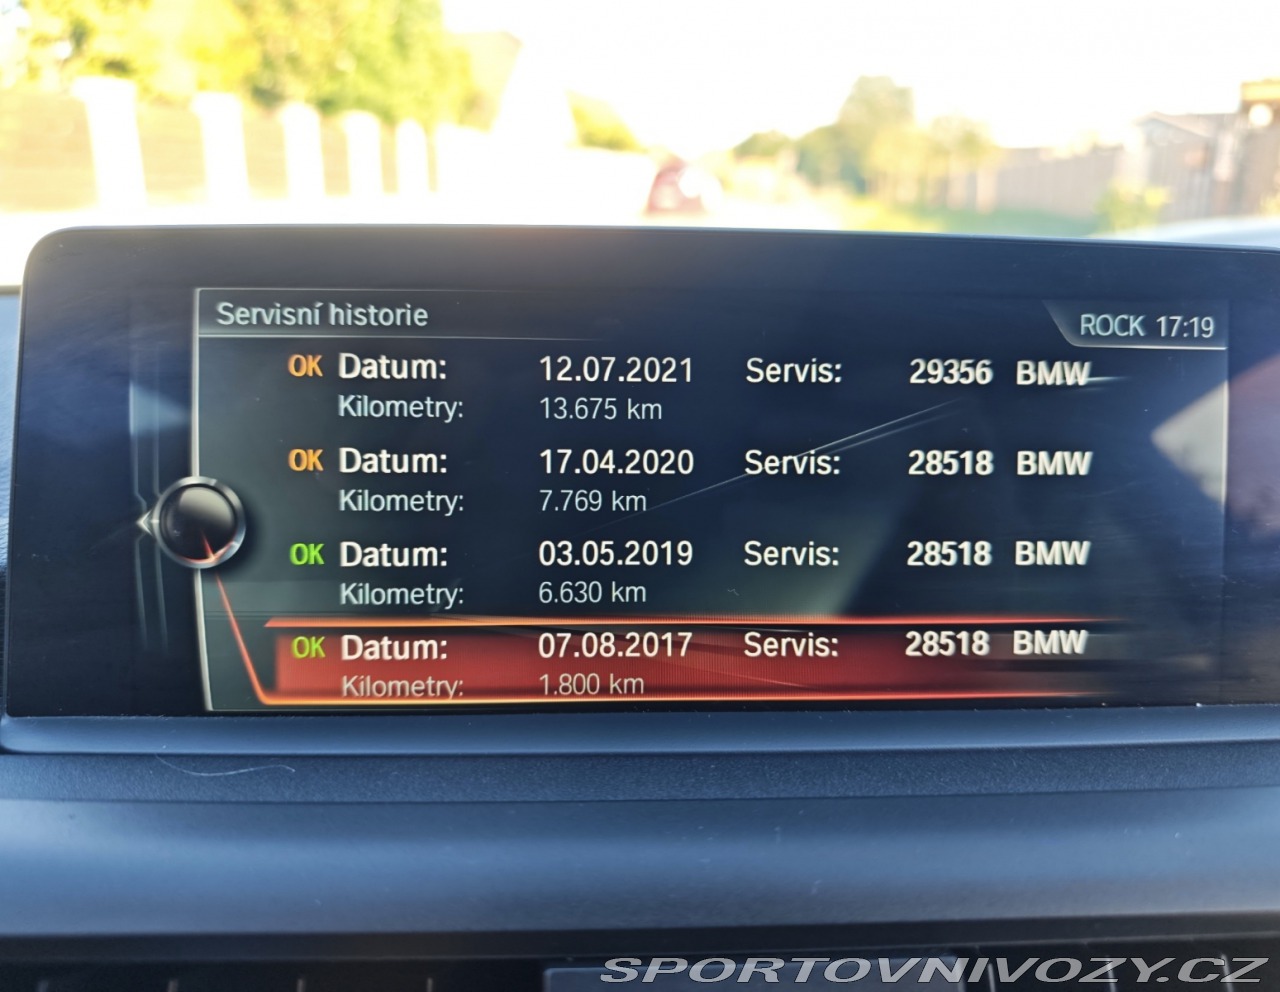 Servisní historie
ROCK 17:19
OK Datum: 12.07.2021 Servis: 29356 BMW
Kilometry: 13.675 km
OK Datum: 17.04.2020 Servis: 28518 BMW
Kilometry: 7.769 km
OK Datum: 03.05.2019 Servis: 28518 BMW
Kilometry: 6.630 km
OK Datum: 07.08.2017 Servis: 28518 BMW
Kilometry: 1.800 km
SPORTOVNIVOZY.CZ